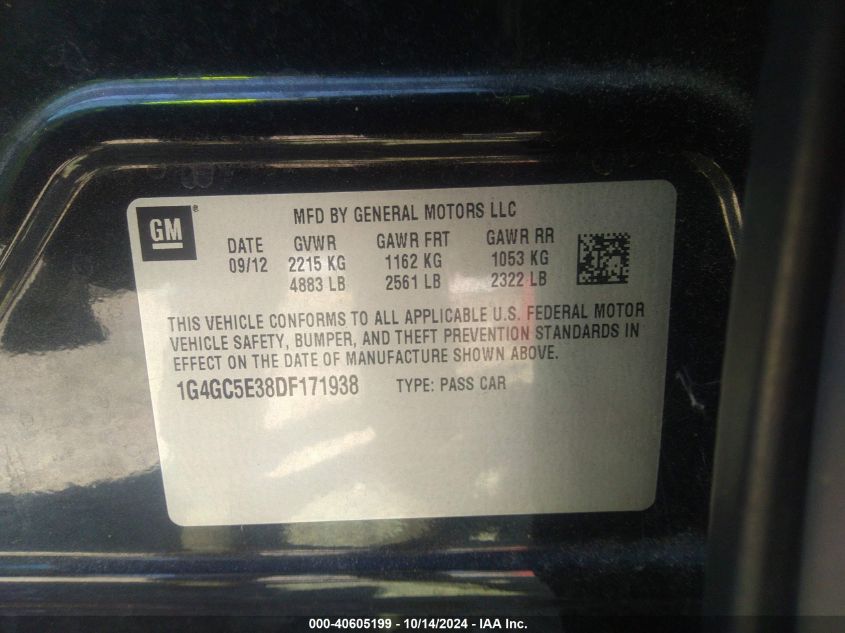 GM ® MFD BY GENERAL MOTORS LLC
DATE GVWR GAWR FRT GAWR RR
09/12 2215 KG 1162 KG 1053 KG
4883 LB 2561 LB 2322 LB
THIS VEHICLE CONFORMS TO ALL APPLICABLE U.S. FEDERAL MOTOR
VEHICLE SAFETY, BUMPER, AND THEFT PREVENTION STANDARDS IN
EFFECT ON THE DATE OF MANUFACTURE SHOWN ABOVE.
1G4GC5E38DF171938 TYPE: PASS CAR
000-40605199 - 10/14/2024 - IAA Inc.